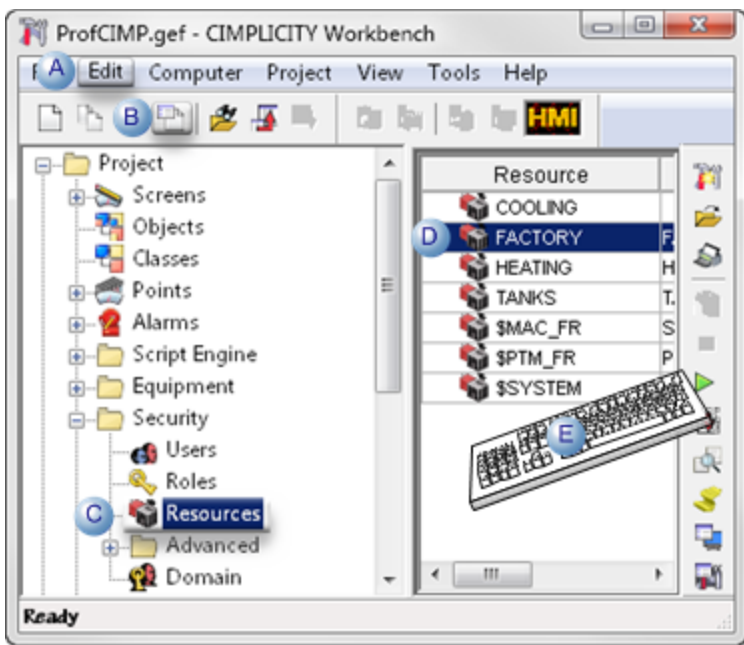 ProfCIMP.gef - CIMPLICITY Workbench
A Edit Computer Project View Tools Help
B HMI
Project
Screens
Objects
Classes
Points
Alarms
Script Engine
Equipment
Security
Users
Roles
C Resources
Advanced
Domain
Resource
COOLING
D FACTORY F
HEATING H
TANKS T.
$MAC_FR S
$PTM_FR P
$SYSTEM
E
Ready